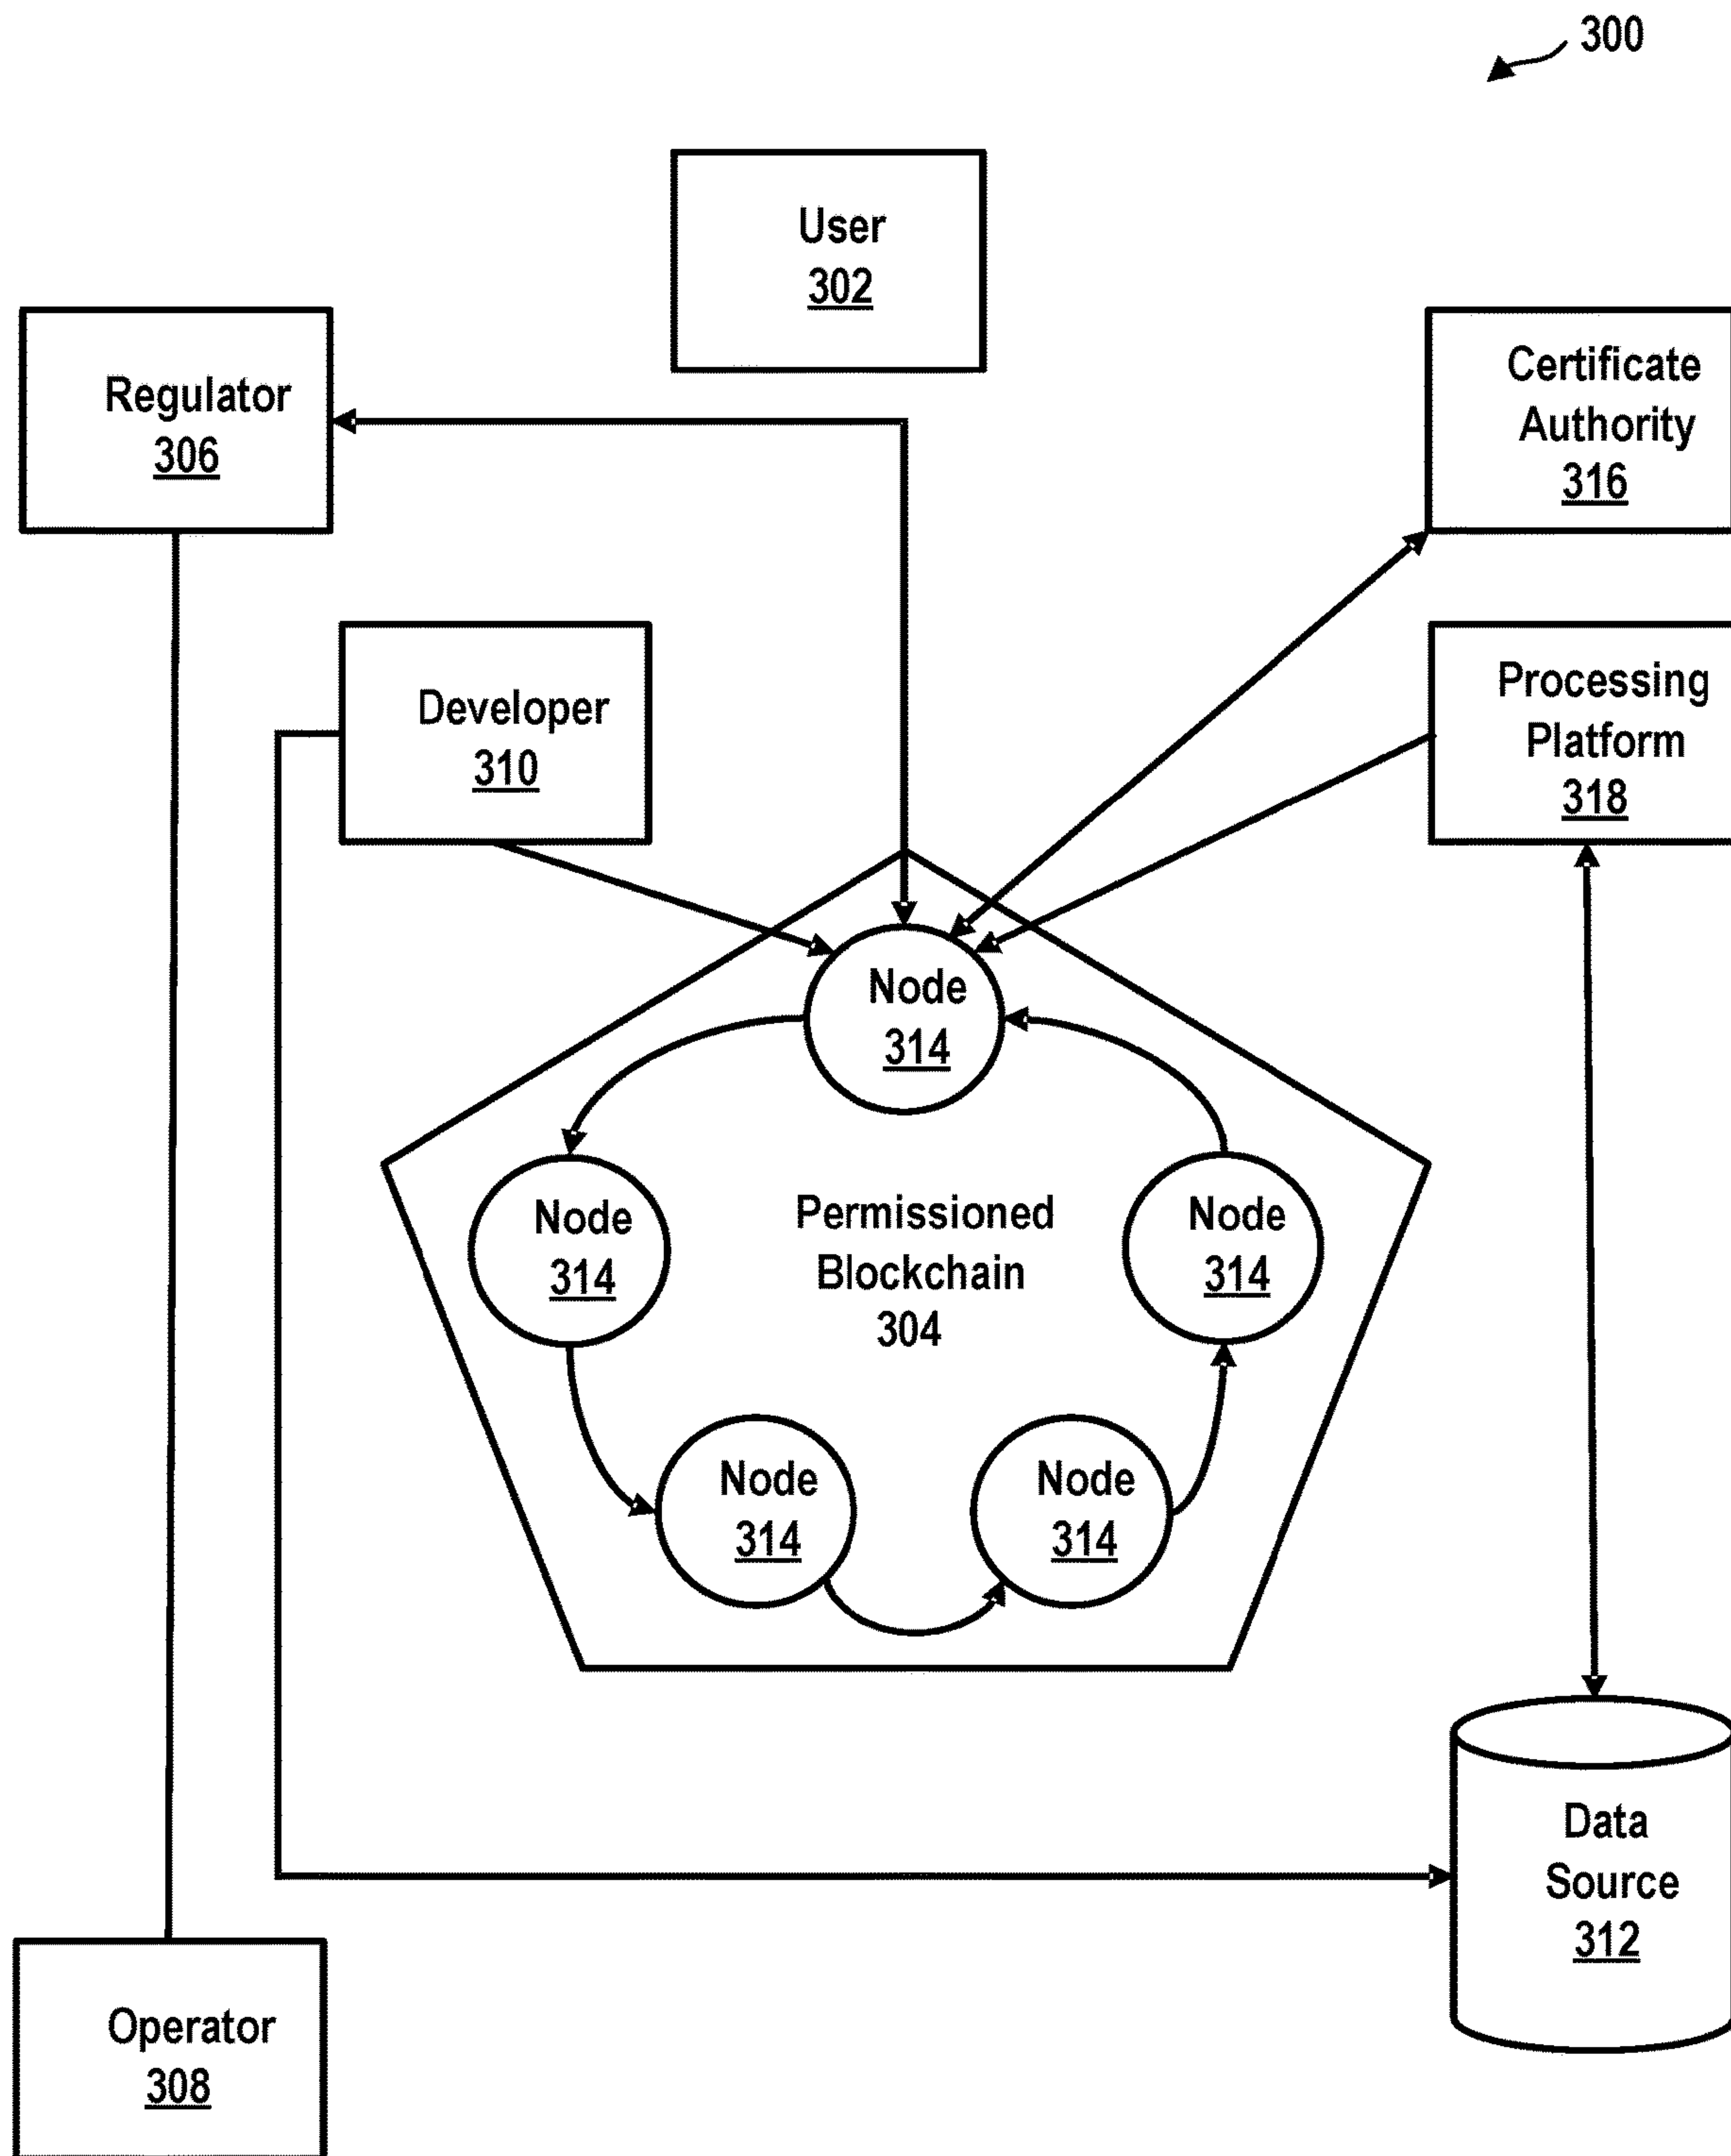 300
User
302
Regulator
306
Certificate
Authority
316
Developer
310
Processing
Platform
318
Node
314
Node
314
Permissioned
Blockchain
304
Node
314
Node
314
Node
314
Data
Source
312
Operator
308